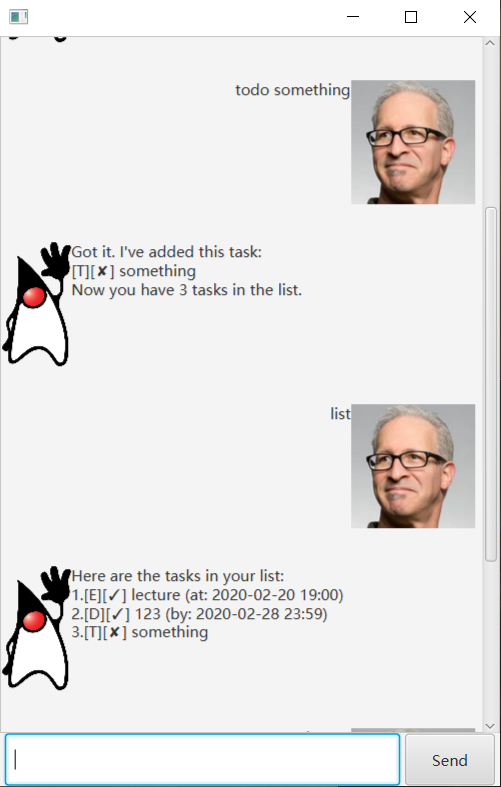 todo something
Got it. I've added this task:
[T][✘] something
Now you have 3 tasks in the list.
list
Here are the tasks in your list:
1.[E][✓] lecture (at: 2020-02-20 19:00)
2.[D][✓] 123 (by: 2020-02-28 23:59)
3.[T][✘] something
Send